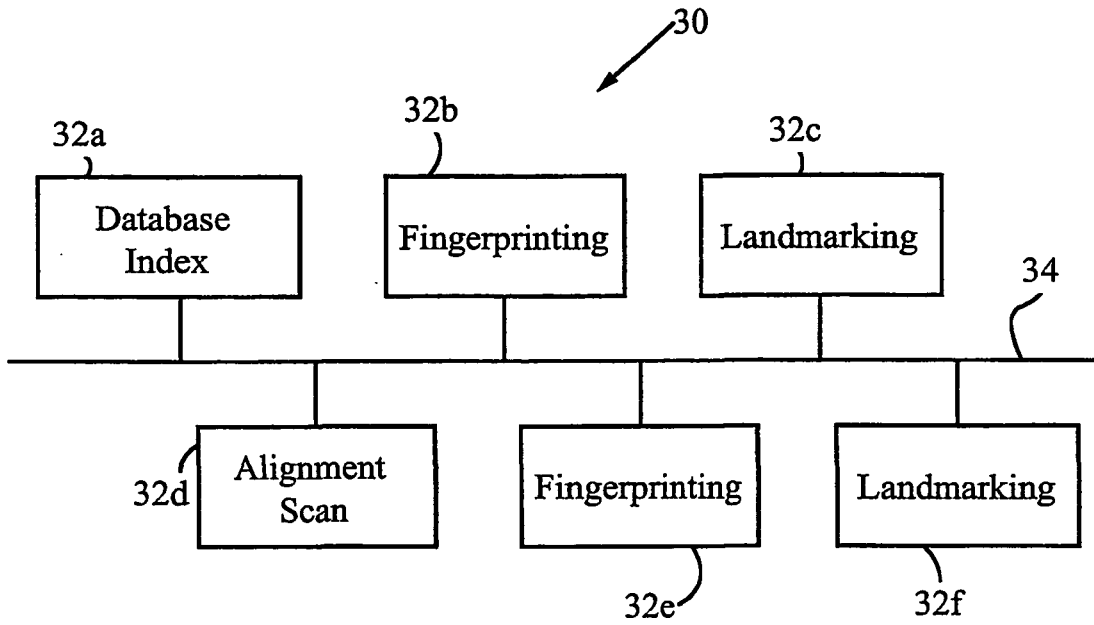 30
32a
32b
32c
Database
Index
Fingerprinting
Landmarking
34
32d
Alignment
Scan
Fingerprinting
Landmarking
32e
32f